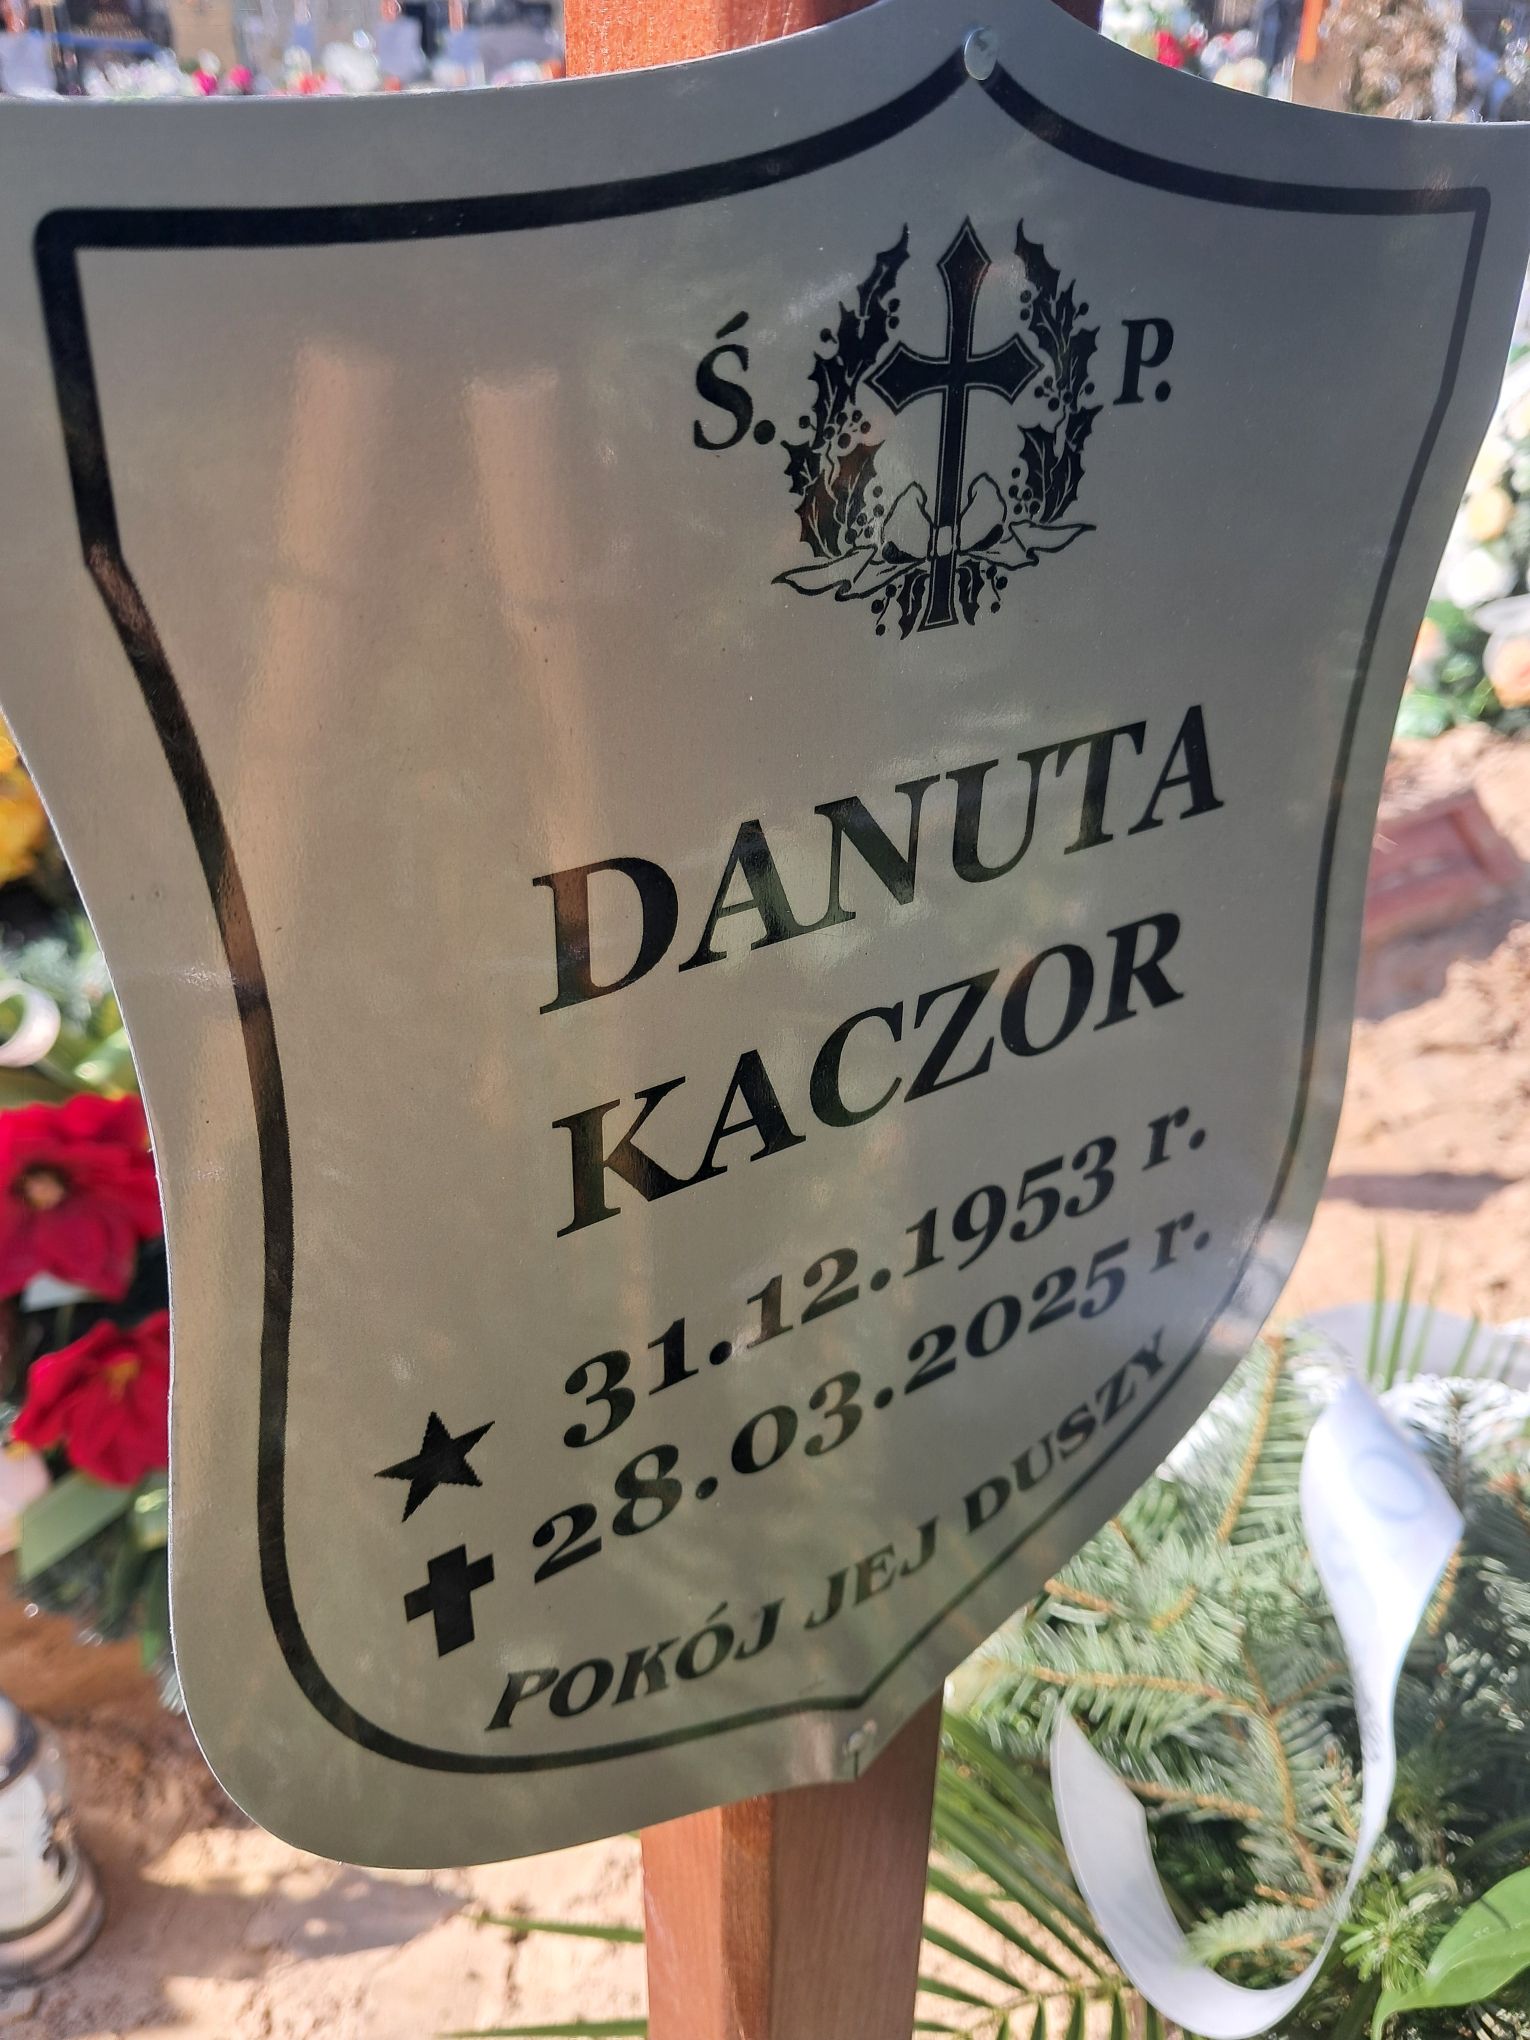 Ś. P.
DANUTA
KACZOR
31.12.1953 r.
28.03.2025 r.
POKÓJ JEJ DUSZY